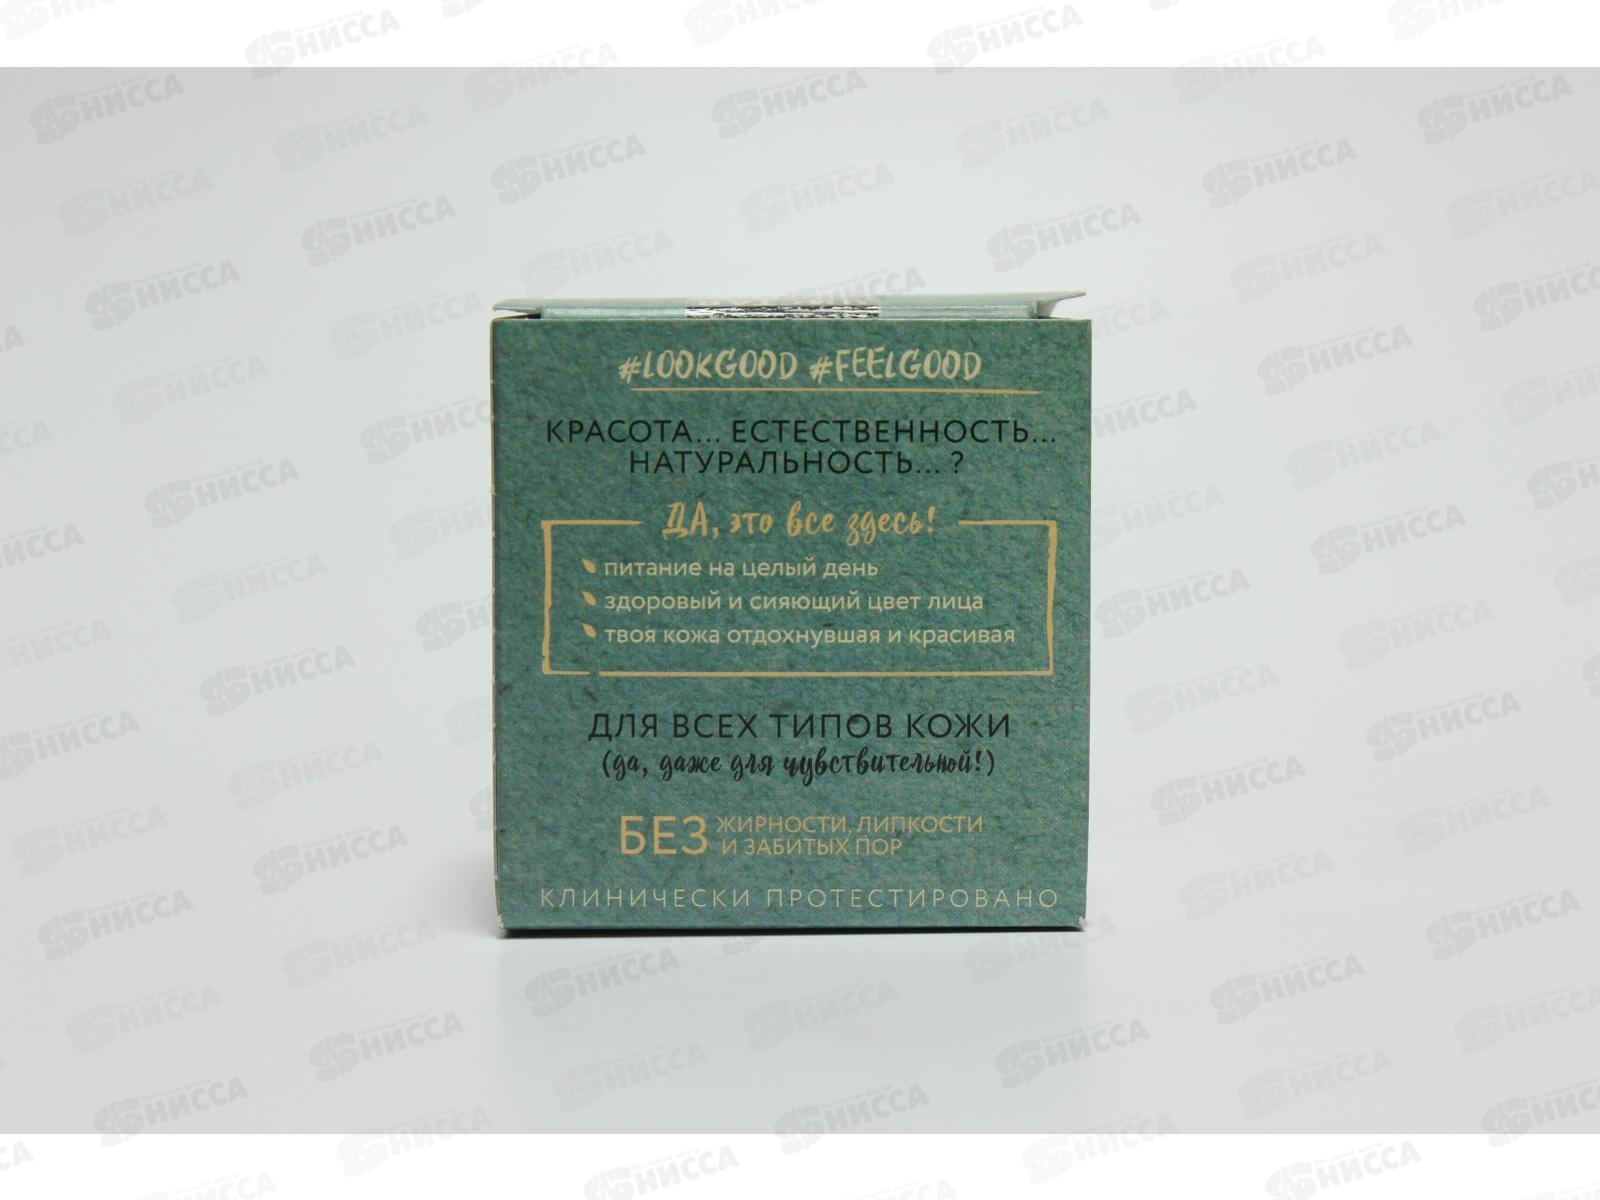 #LOOKGOOD #FEELGOOD
КРАСОТА... ЕСТЕСТВЕННОСТЬ...
НАТУРАЛЬНОСТЬ... ?
ДА, это все здесь!
питание на целый день
здоровый и сияющий цвет лица
твоя кожа отдохнувшая и красивая
ДЛЯ ВСЕХ ТИПОВ КОЖИ
(да, даже для чувствительной!)
БЕЗ ЖИРНОСТИ, ЛИПКОСТИ
И ЗАБИТЫХ ПОР
КЛИНИЧЕСКИ ПРОТЕСТИРОВАНО
НИССА